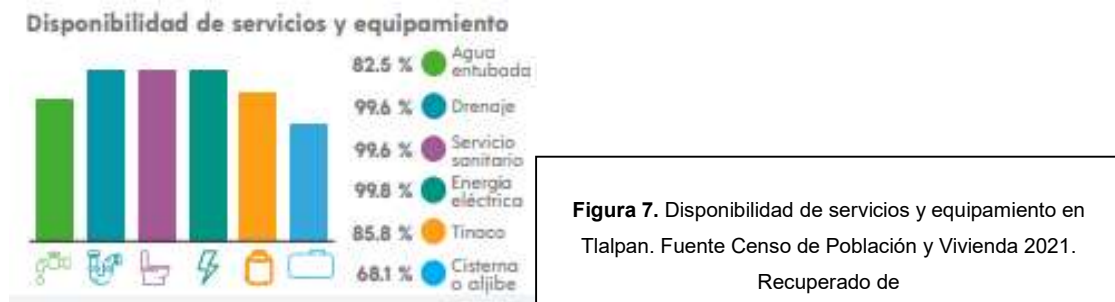 Disponibilidad de servicios y equipamiento
82.5 % Agua entubada
99.6 % Drenaje
99.6 % Servicio sanitario
99.8 % Energía eléctrica
85.8 % Tinaco
68.1 % Cisterna o aljibe
Figura 7. Disponibilidad de servicios y equipamiento en
Tlalpan. Fuente Censo de Población y Vivienda 2021.
Recuperado de